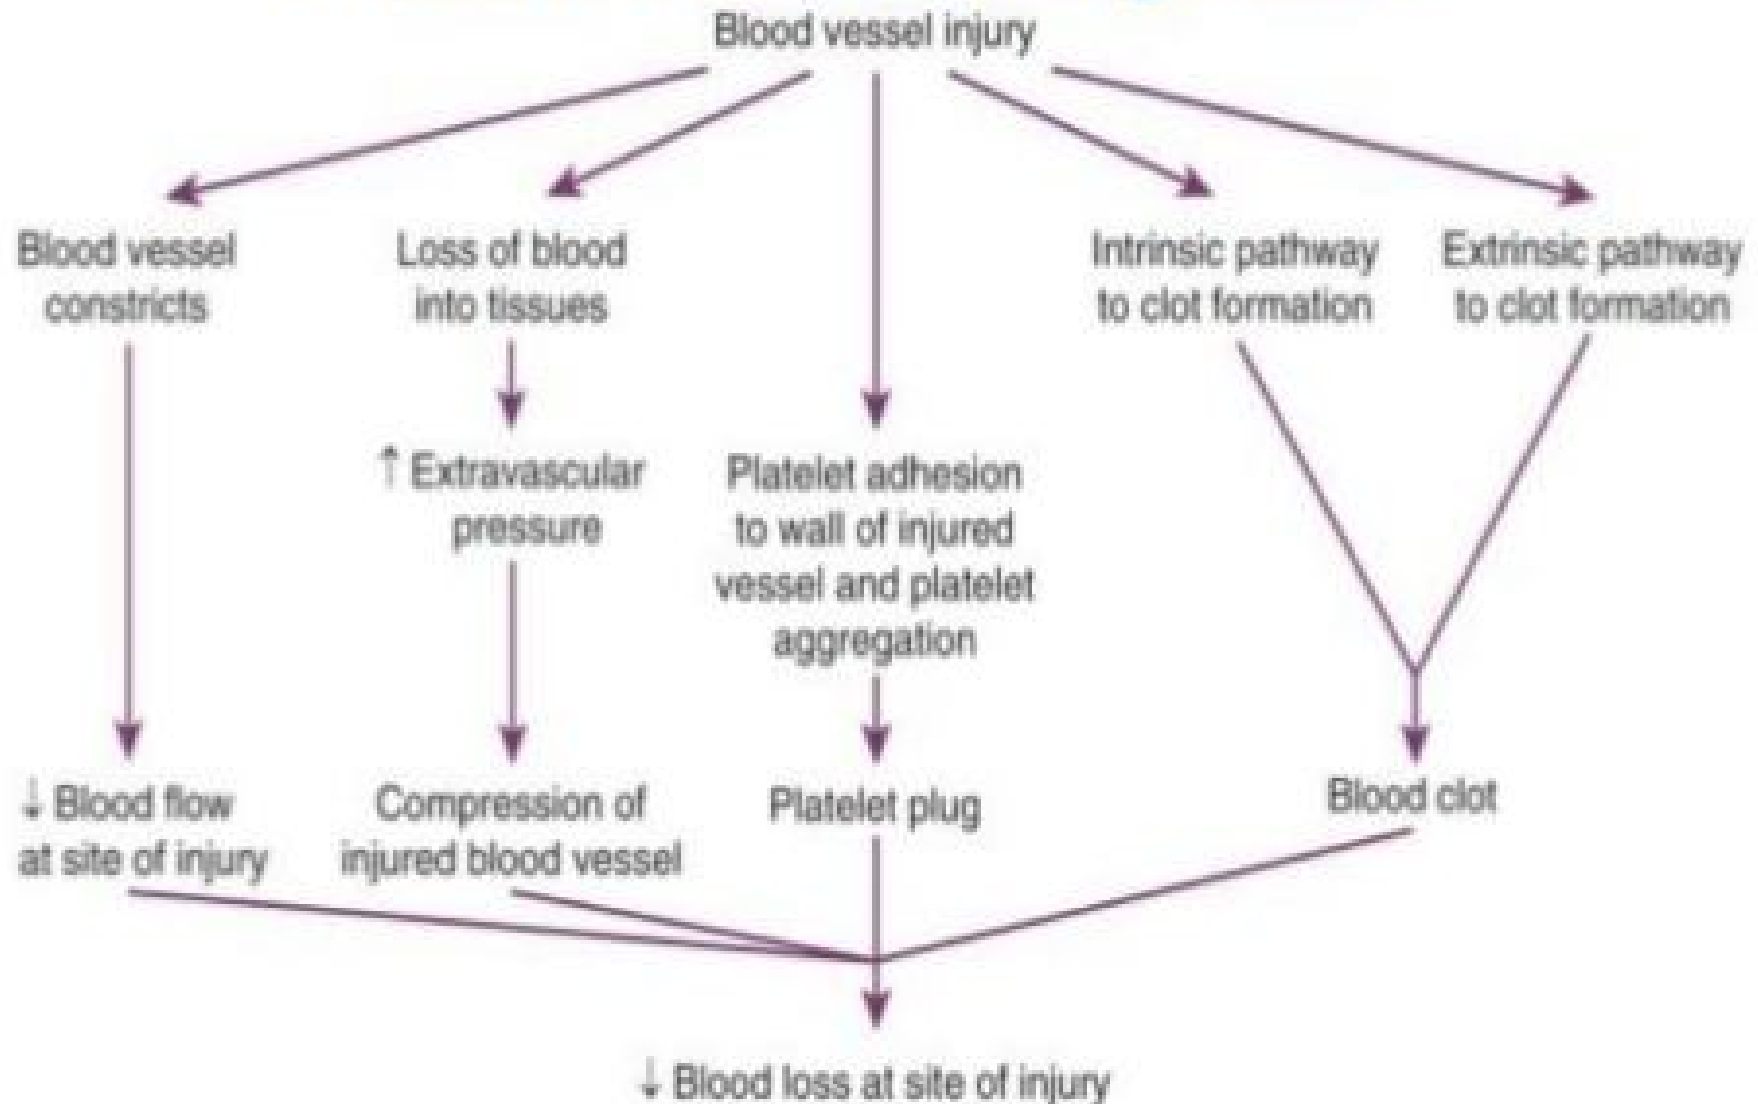 Blood vessel injury
Blood vessel
constricts
Loss of blood
into tissues
Intrinsic pathway
to clot formation
Extrinsic pathway
to clot formation
↑ Extravascular
pressure
Platelet adhesion
to wall of injured
vessel and platelet
aggregation
↓ Blood flow
at site of injury
Compression of
injured blood vessel
Platelet plug
Blood clot
↓ Blood loss at site of injury